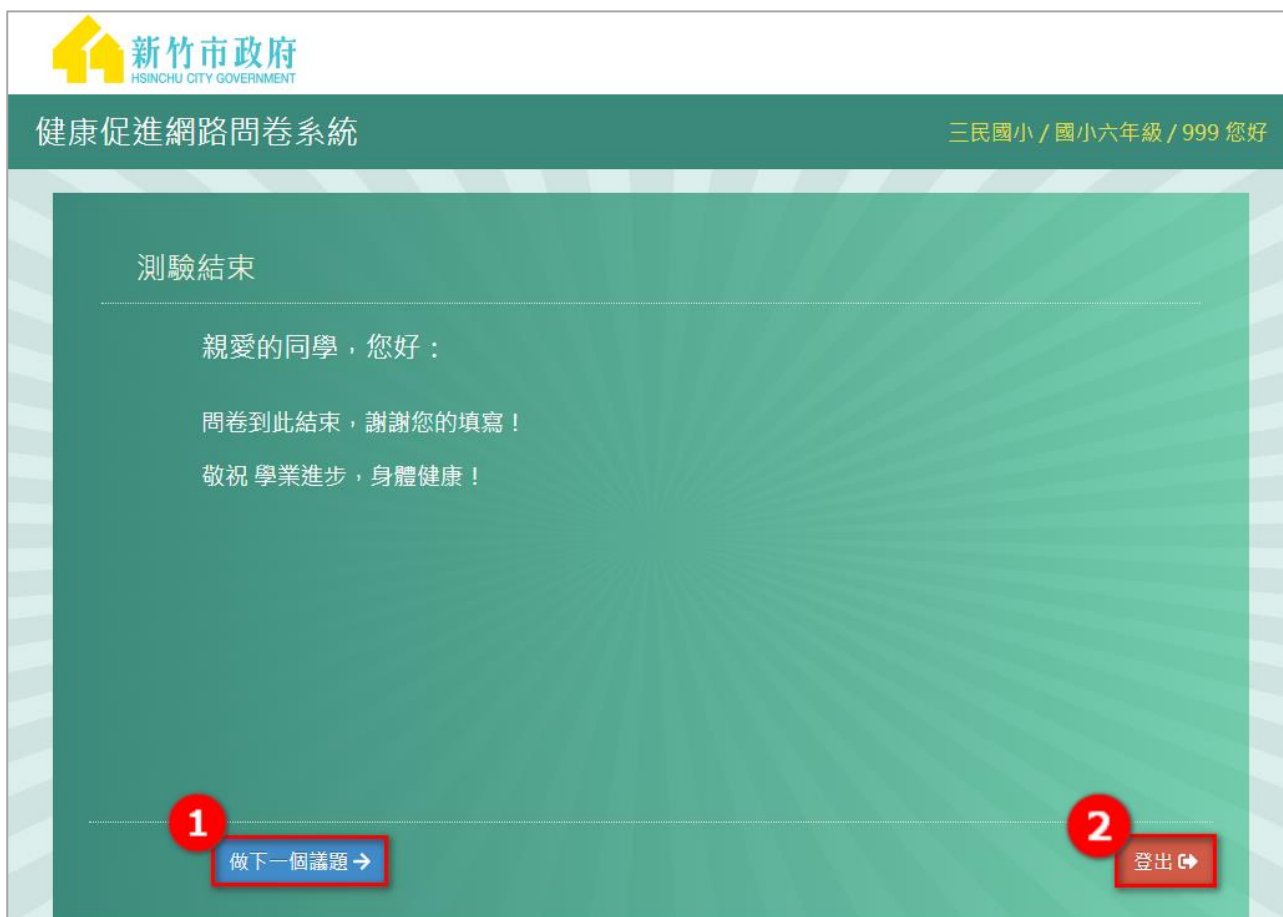 新竹市政府
HSINCHU CITY GOVERNMENT
健康促進網路問卷系統
三民國小 / 國小六年級 / 999 您好
測驗結束
親愛的同學，您好：
問卷到此結束，謝謝您的填寫！
敬祝 學業進步，身體健康！
1
2
做下一個議題
登出